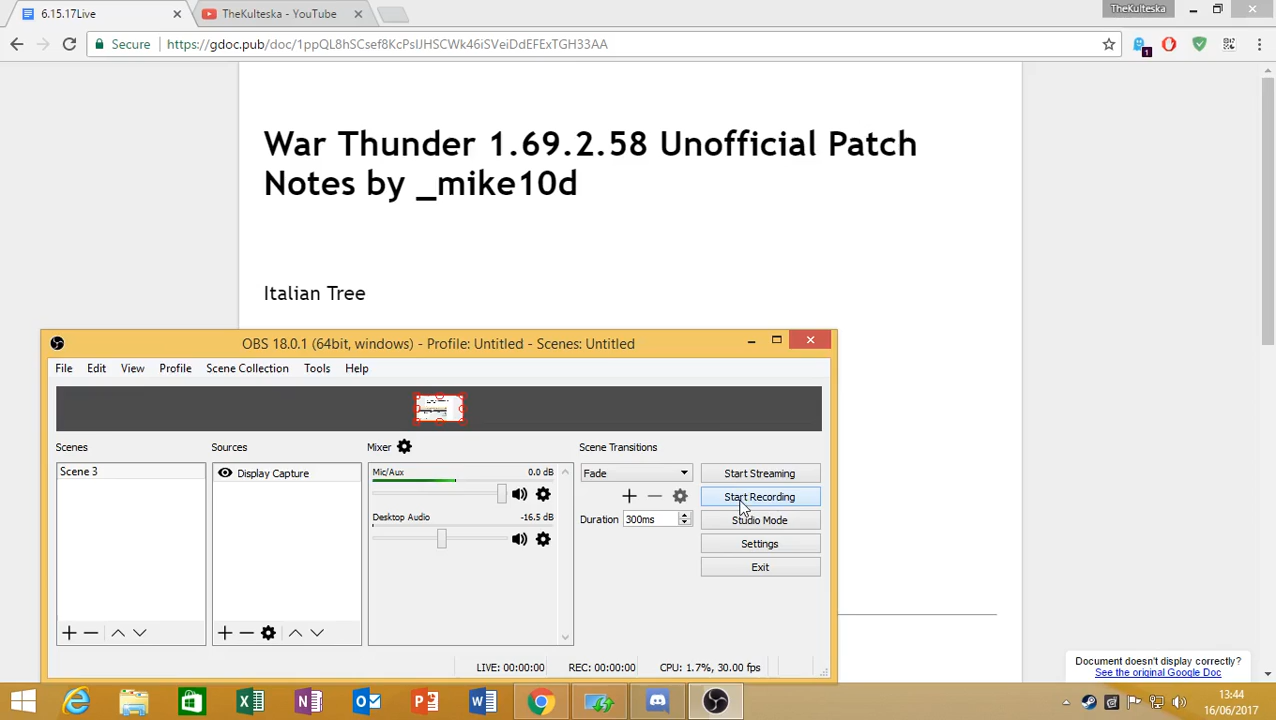 6.15.17Live
TheKulteska - YouTube
TheKulteska
Secure
https://gdoc.pub/doc/1ppQL8hSCsef8KcPsIJHSCWk46iSVeiDdEFExTGH33AA
1
War Thunder 1.69.2.58 Unofficial Patch
Notes by _mike10d
Italian Tree
OBS 18.0.1 (64bit, windows) - Profile: Untitled - Scenes: Untitled
File Edit View Profile Scene Collection Tools Help
Scenes
Sources
Mixer
Scene Transitions
Scene 3
Display Capture
Mic/Aux 0.0 dB
Desktop Audio -16.5 dB
Fade
Duration 300ms
Start Streaming
Start Recording
Studio Mode
Settings
Exit
LIVE: 00:00:00 REC: 00:00:00 CPU: 1.7%, 30.00 fps
Document doesn't display correctly?
See the original Google Doc
13:44
16/06/2017